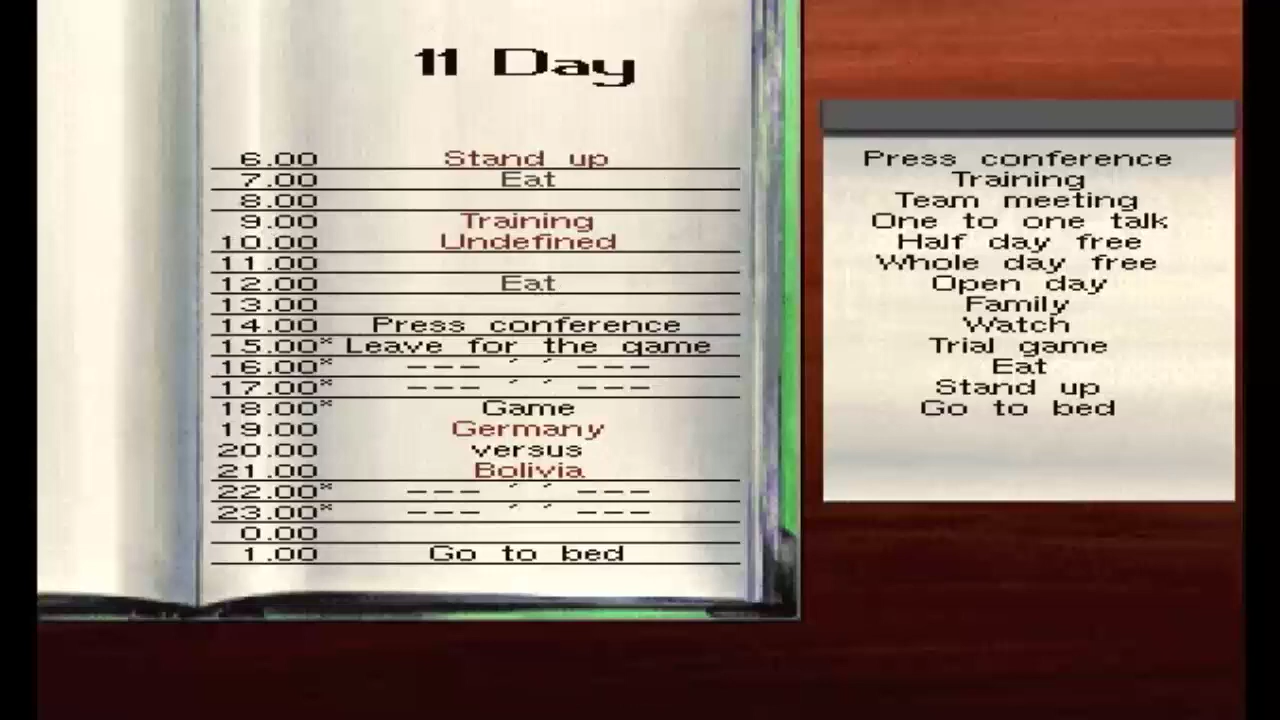 11 Day
6.00 Stand up
7.00 Eat
8.00
9.00 Training
10.00 Undefined
11.00
12.00 Eat
13.00
14.00 Press conference
15.00* Leave for the game
16.00* --- ´ ´ ---
17.00* --- ´ ´ ---
18.00* Game
19.00 Germany
20.00 versus
21.00 Bolivia
22.00* --- ´ ´ ---
23.00* --- ´ ´ ---
0.00
1.00 Go to bed
Press conference
Training
Team meeting
One to one talk
Half day free
Whole day free
Open day
Family
Watch
Trial game
Eat
Stand up
Go to bed